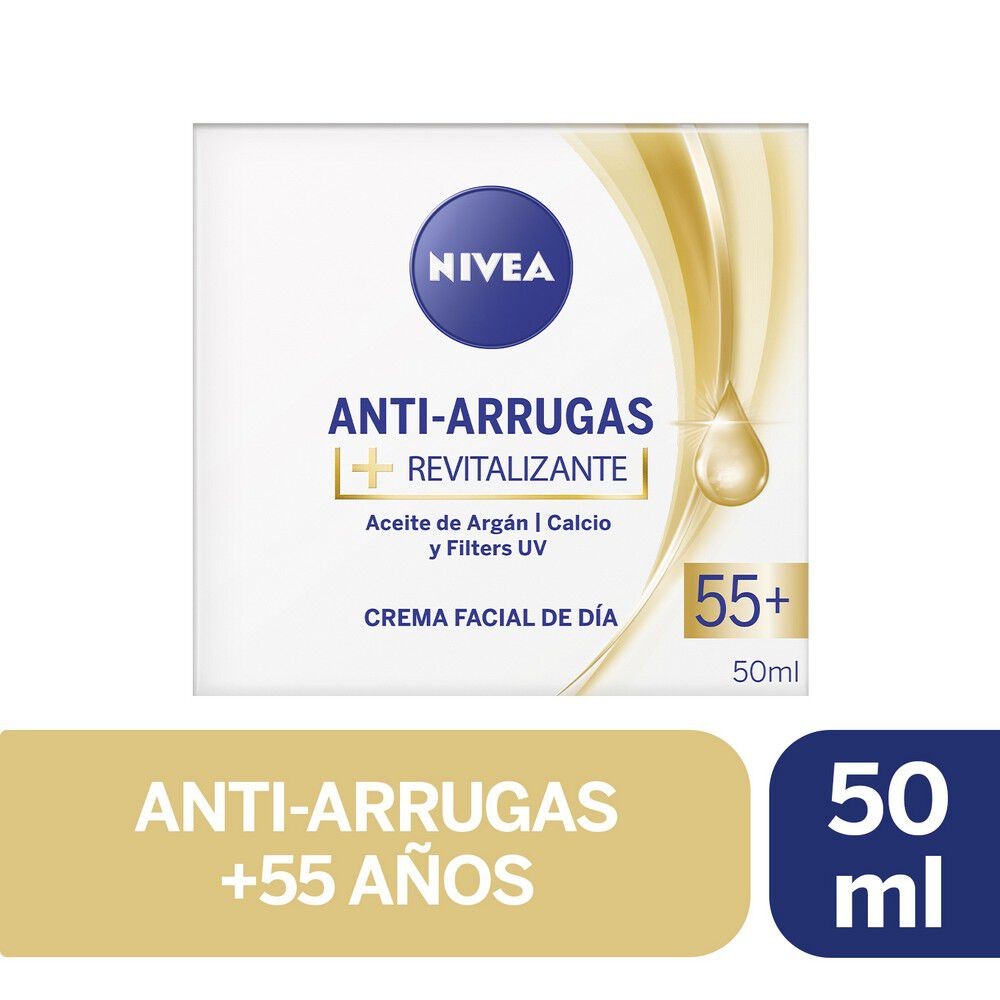 NIVEA
ANTI-ARRUGAS
+ REVITALIZANTE
Aceite de Argán | Calcio
y Filters UV
CREMA FACIAL DE DÍA
55+
50ml
ANTI-ARRUGAS
+55 AÑOS
50
ml